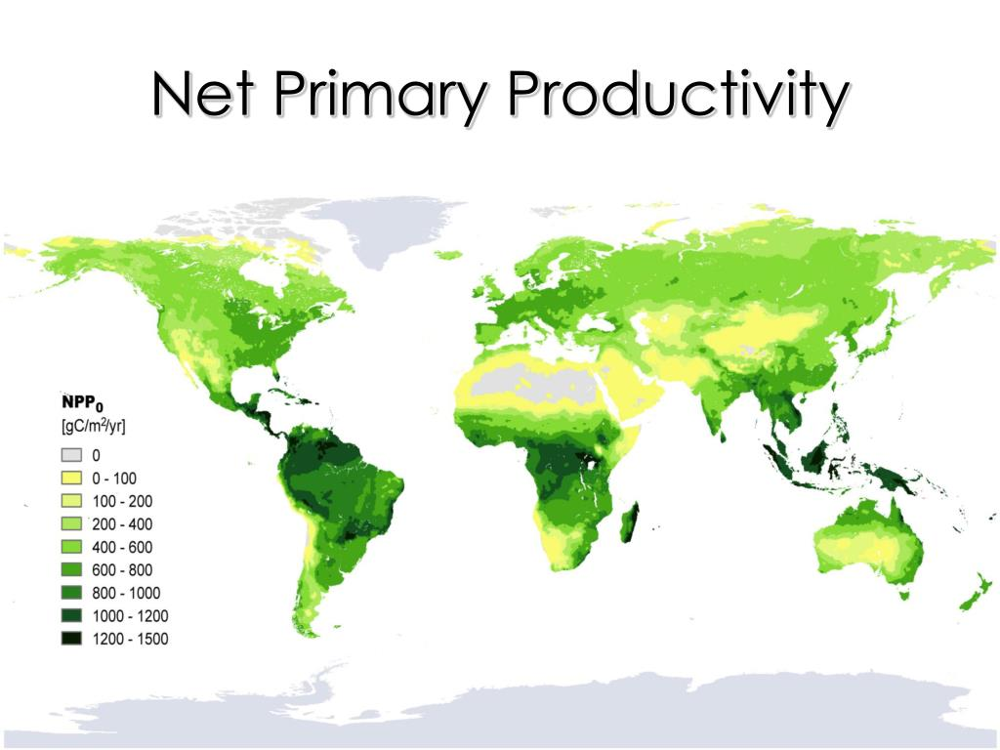 Net Primary Productivity
NPP₀
[gC/m²/yr]
0
0 - 100
100 - 200
200 - 400
400 - 600
600 - 800
800 - 1000
1000 - 1200
1200 - 1500